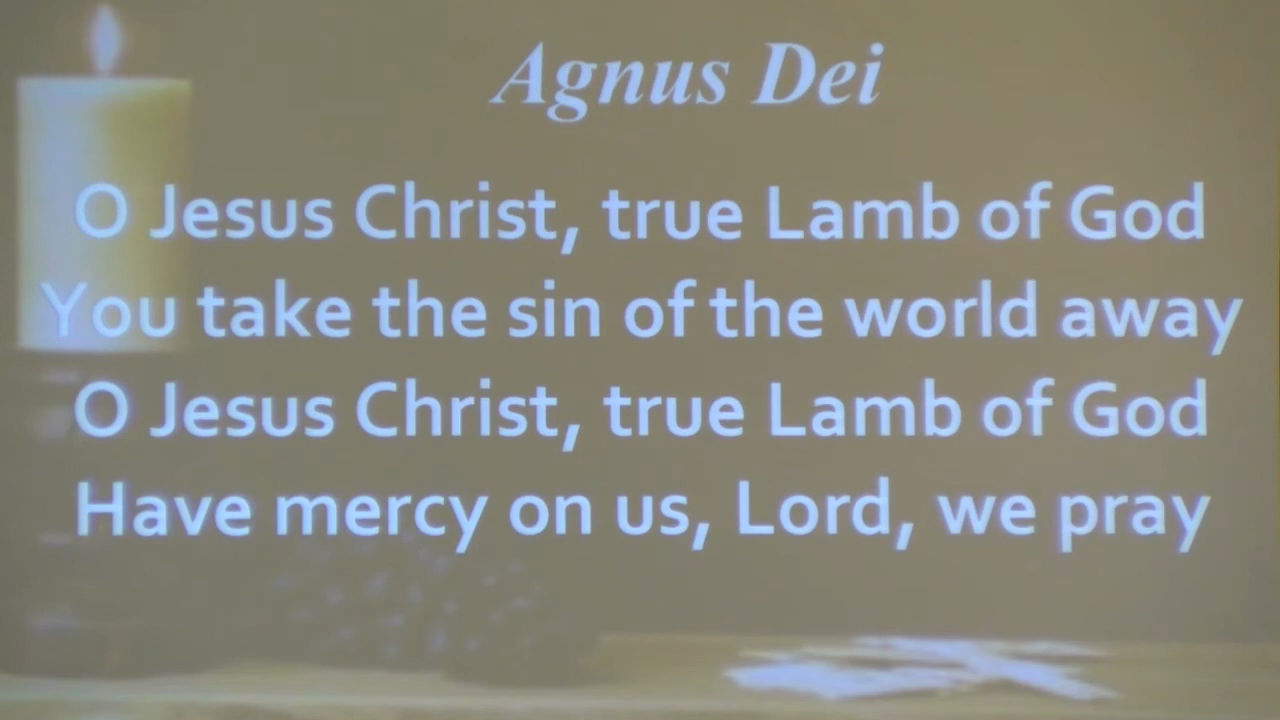 Agnus Dei
O Jesus Christ, true Lamb of God
You take the sin of the world away
O Jesus Christ, true Lamb of God
Have mercy on us, Lord, we pray